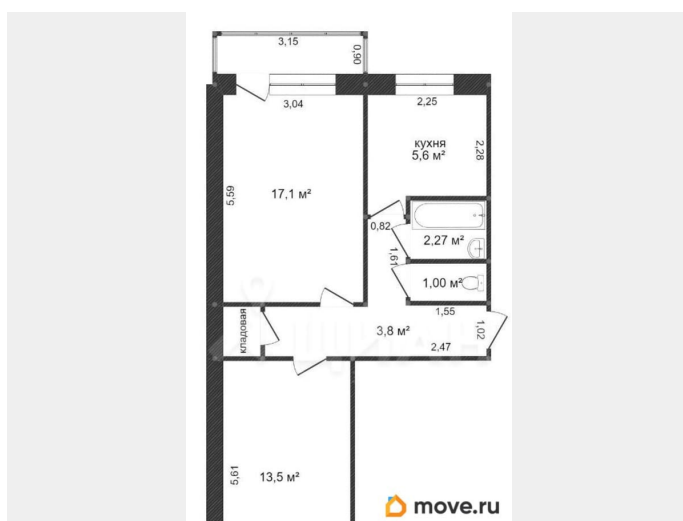 3,15
0,90
3,04
2,25
кухня
5,6 м²
2,28
5,59
17,1 м²
0,82
2,27 м²
1,61
1,00 м²
1,55
кладовая
3,8 м²
1,02
2,47
ЦИАН
5,61
13,5 м²
move.ru